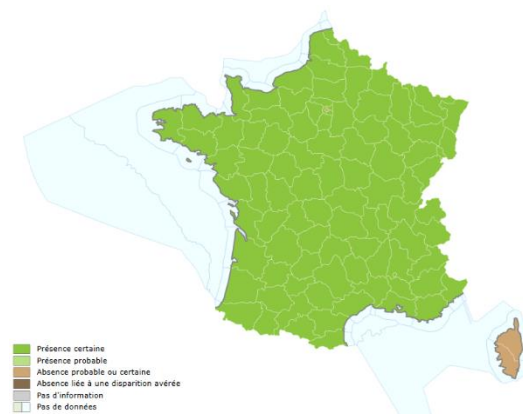 Présence certaine
Présence probable
Absence probable ou certaine
Absence liée à une disparition avérée
Pas d'information
Pas de données